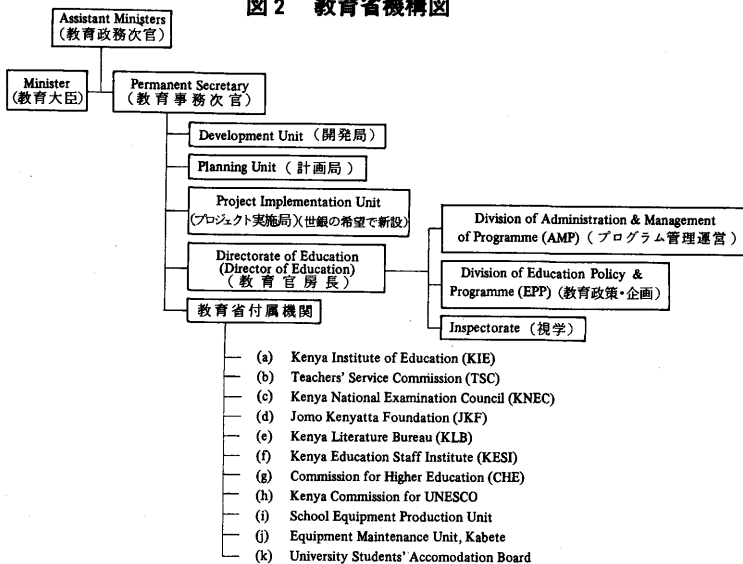 図2 教育省機構図
Assistant Ministers
(教育政務次官)
Minister
(教育大臣)
Permanent Secretary
(教育事務次官)
Development Unit (開発局)
Planning Unit (計画局)
Project Implementation Unit
(プロジェクト実施局)(世銀の希望で新設)
Directorate of Education
(Director of Education)
(教育官房長)
Division of Administration & Management
of Programme (AMP) (プログラム管理運営)
Division of Education Policy &
Programme (EPP) (教育政策・企画)
Inspectorate (視学)
教育省付属機関
(a) Kenya Institute of Education (KIE)
(b) Teachers' Service Commission (TSC)
(c) Kenya National Examination Council (KNEC)
(d) Jomo Kenyatta Foundation (JKF)
(e) Kenya Literature Bureau (KLB)
(f) Kenya Education Staff Institute (KESI)
(g) Commission for Higher Education (CHE)
(h) Kenya Commission for UNESCO
(i) School Equipment Production Unit
(j) Equipment Maintenance Unit, Kabete
(k) University Students' Accomodation Board